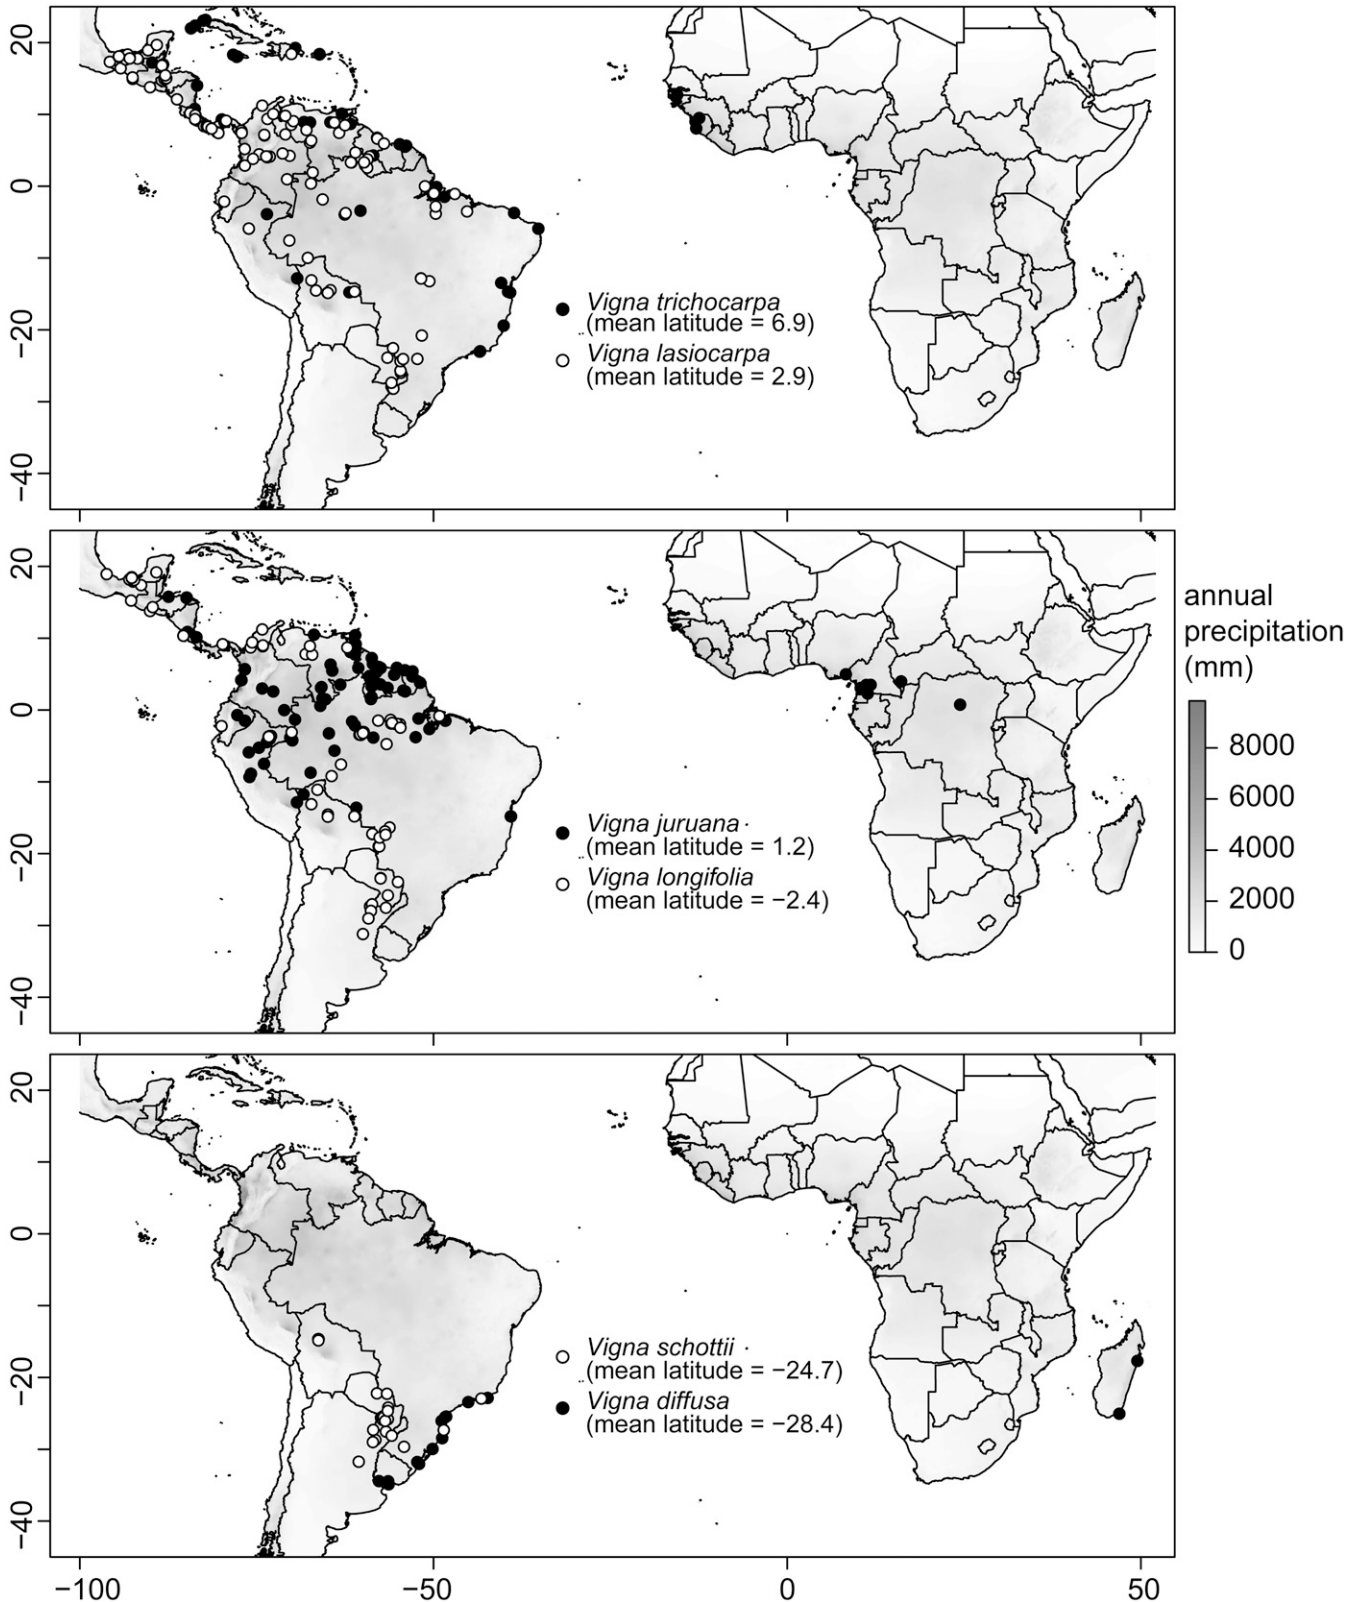 20
0
−20
−40
Vigna trichocarpa
(mean latitude = 6.9)
Vigna lasiocarpa
(mean latitude = 2.9)
20
0
−20
−40
Vigna juruana
(mean latitude = 1.2)
Vigna longifolia
(mean latitude = −2.4)
annual
precipitation
(mm)
8000
6000
4000
2000
0
20
0
−20
−40
Vigna schottii
(mean latitude = −24.7)
Vigna diffusa
(mean latitude = −28.4)
−100 −50 0 50